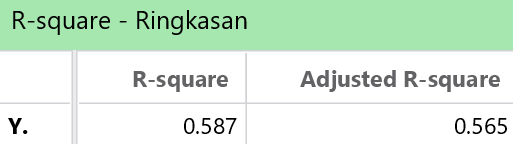 R-square - Ringkasan
R-square Adjusted R-square
Y. 0.587 0.565